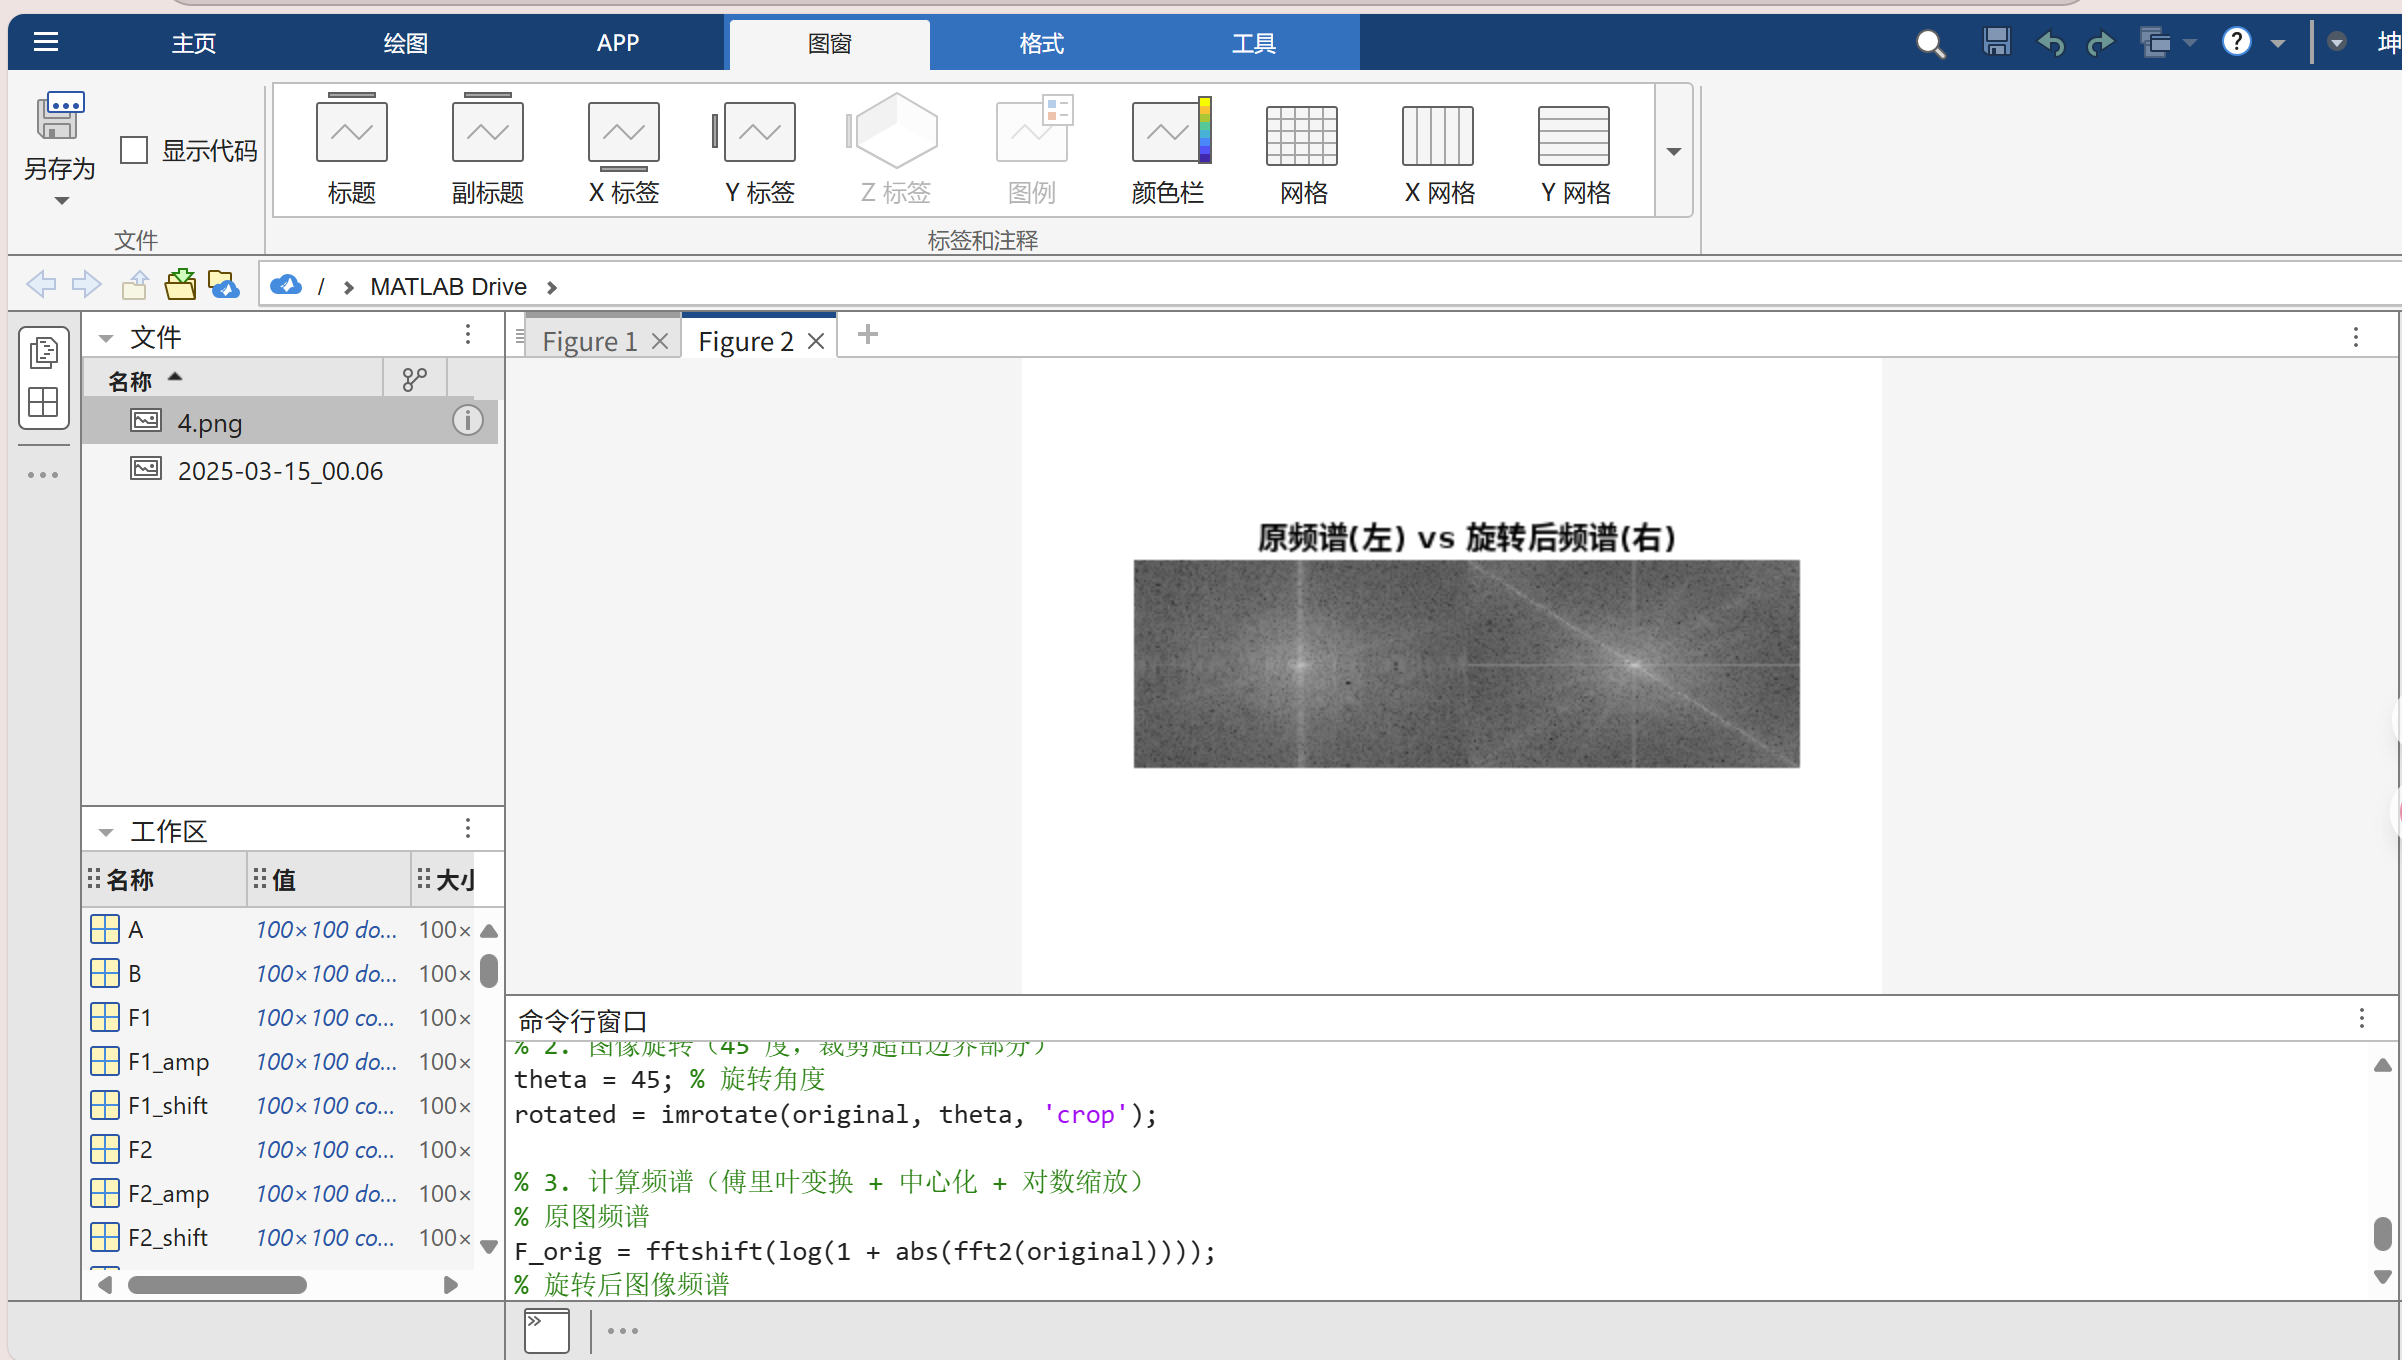 主页 绘图 APP 图窗 格式 工具 坤
另存为 显示代码 标题 副标题 X 标签 Y 标签 Z 标签 图例 颜色栏 网格 X 网格 Y 网格
文件 标签和注释
/ MATLAB Drive
文件
名称
4.png
2025-03-15_00.06
Figure 1 Figure 2
原频谱(左) vs 旋转后频谱(右)
工作区
名称 值 大小
A 100×100 do... 100×
B 100×100 do... 100×
F1 100×100 co... 100×
F1_amp 100×100 do... 100×
F1_shift 100×100 co... 100×
F2 100×100 co... 100×
F2_amp 100×100 do... 100×
F2_shift 100×100 co... 100×
命令行窗口
% 2. 图像旋转（45 度，裁剪超出边界部分）
theta = 45; % 旋转角度
rotated = imrotate(original, theta, 'crop');
% 3. 计算频谱（傅里叶变换 + 中心化 + 对数缩放）
% 原图频谱
F_orig = fftshift(log(1 + abs(fft2(original))));
% 旋转后图像频谱